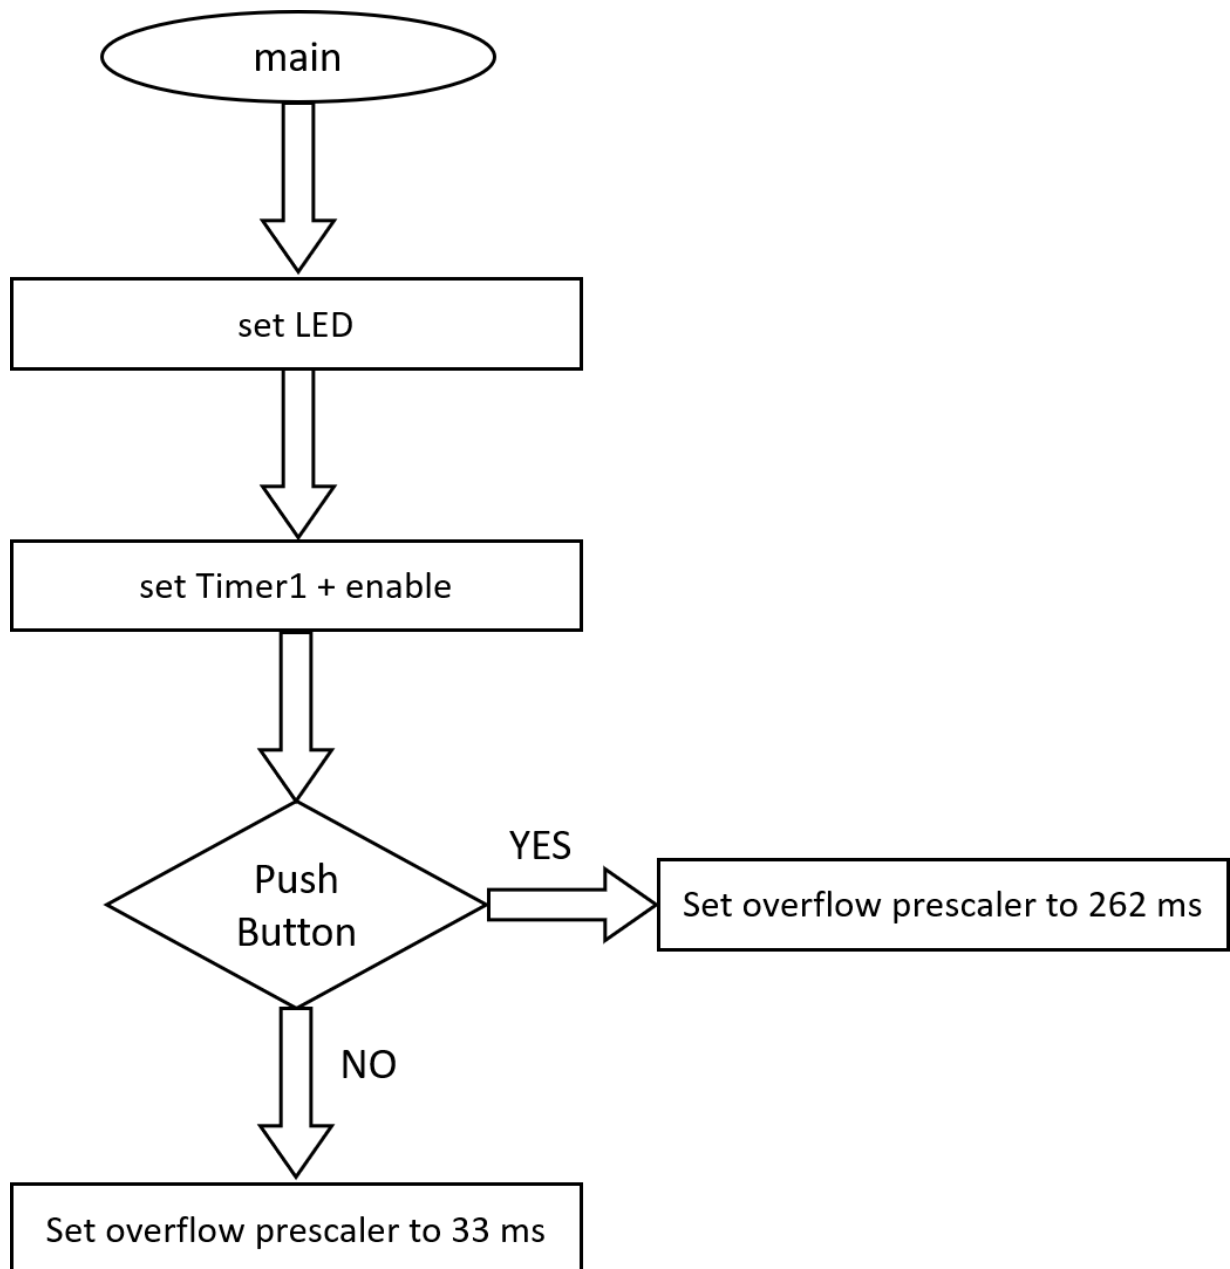 main
set LED
set Timer1 + enable
Push
Button
YES
Set overflow prescaler to 262 ms
NO
Set overflow prescaler to 33 ms